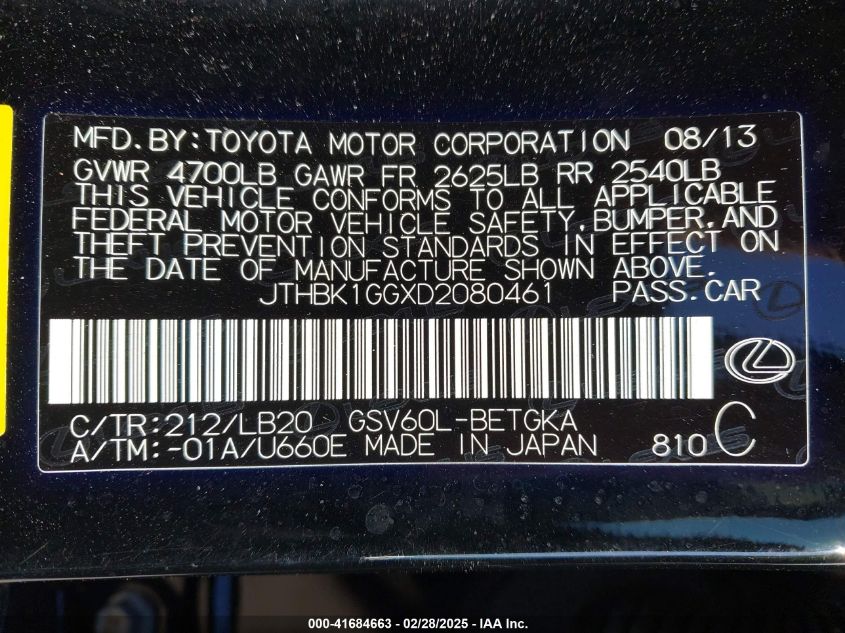 MFD.BY:TOYOTA MOTOR CORPORATION 08/13
GVWR 4700LB GAWR FR 2625LB RR 2540LB
THIS VEHICLE CONFORMS TO ALL APPLICABLE
FEDERAL MOTOR VEHICLE SAFETY,BUMPER,AND
THEFT PREVENTION STANDARDS IN EFFECT ON
THE DATE OF MANUFACTURE SHOWN ABOVE.
JTHBK1GGXD2080461 PASS.CAR
C/TR:212/LB20 GSV60L-BETGKA
A/TM:-01A/U660E MADE IN JAPAN 810 C
000-41684663 - 02/28/2025 - IAA Inc.